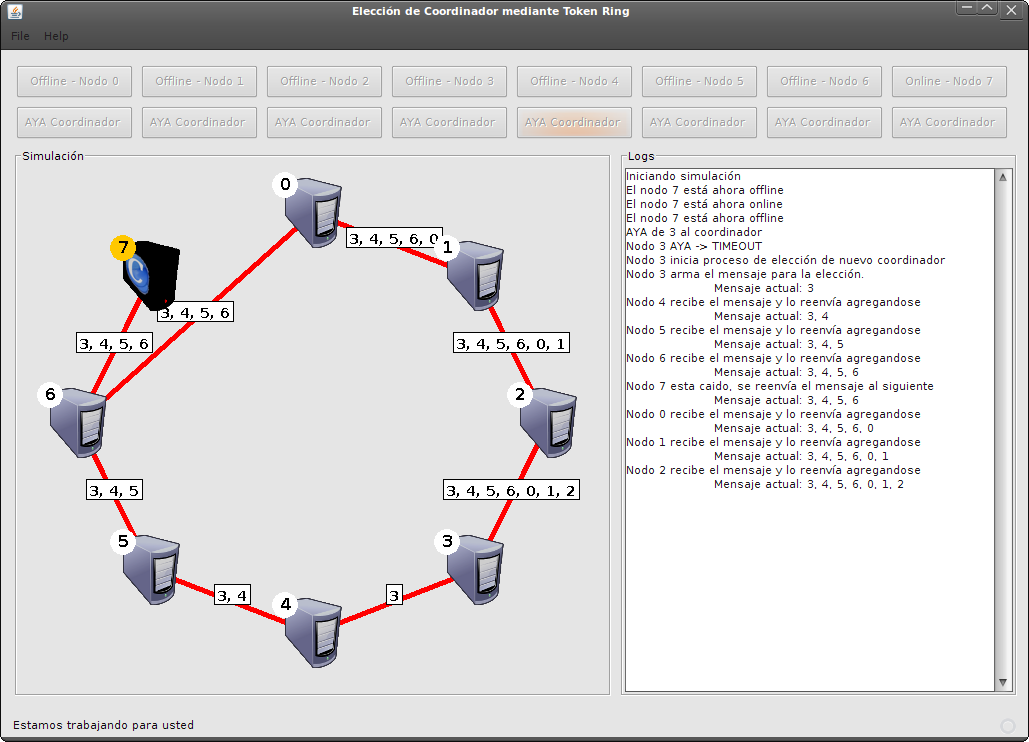 Elección de Coordinador mediante Token Ring
File Help
Offline - Nodo 0 Offline - Nodo 1 Offline - Nodo 2 Offline - Nodo 3 Offline - Nodo 4 Offline - Nodo 5 Offline - Nodo 6 Online - Nodo 7
AYA Coordinador AYA Coordinador AYA Coordinador AYA Coordinador AYA Coordinador AYA Coordinador AYA Coordinador AYA Coordinador
Simulación
0
3, 4, 5, 6, 0
1
7
3, 4, 5, 6
3, 4, 5, 6
3, 4, 5, 6, 0, 1
6
2
3, 4, 5
3, 4, 5, 6, 0, 1, 2
5
3
3, 4
3
4
Logs
Iniciando simulación
El nodo 7 está ahora offline
El nodo 7 está ahora online
El nodo 7 está ahora offline
AYA de 3 al coordinador
Nodo 3 AYA -> TIMEOUT
Nodo 3 inicia proceso de elección de nuevo coordinador
Nodo 3 arma el mensaje para la elección.
Mensaje actual: 3
Nodo 4 recibe el mensaje y lo reenvía agregandose
Mensaje actual: 3, 4
Nodo 5 recibe el mensaje y lo reenvía agregandose
Mensaje actual: 3, 4, 5
Nodo 6 recibe el mensaje y lo reenvía agregandose
Mensaje actual: 3, 4, 5, 6
Nodo 7 esta caido, se reenvía el mensaje al siguiente
Mensaje actual: 3, 4, 5, 6
Nodo 0 recibe el mensaje y lo reenvía agregandose
Mensaje actual: 3, 4, 5, 6, 0
Nodo 1 recibe el mensaje y lo reenvía agregandose
Mensaje actual: 3, 4, 5, 6, 0, 1
Nodo 2 recibe el mensaje y lo reenvía agregandose
Mensaje actual: 3, 4, 5, 6, 0, 1, 2
Estamos trabajando para usted